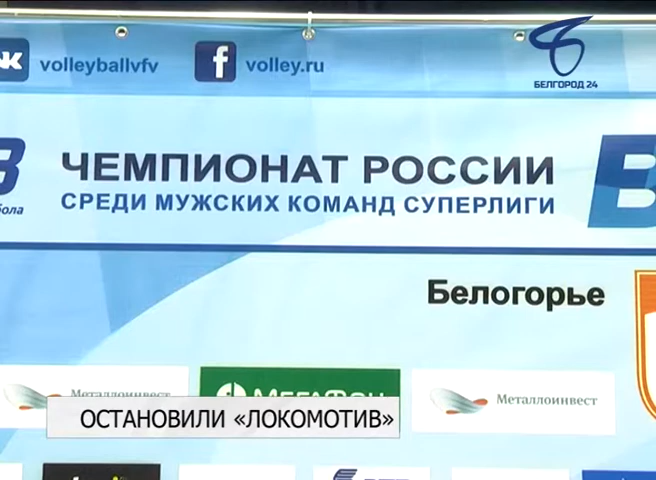 volleyballvfv
f volley.ru
БЕЛГОРОД 24
ЧЕМПИОНАТ РОССИИ
СРЕДИ МУЖСКИХ КОМАНД СУПЕРЛИГИ
Белогорье
Металлоинвест
МЕГАФОН
Металлоинвест
ОСТАНОВИЛИ «ЛОКОМОТИВ»